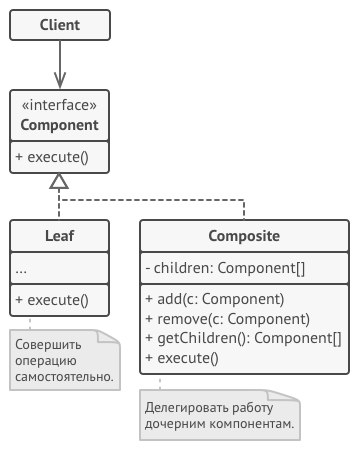 Client
«interface»
Component
+ execute()
Leaf
...
+ execute()
Совершить
операцию
самостоятельно.
Composite
- children: Component[]
+ add(c: Component)
+ remove(c: Component)
+ getChildren(): Component[]
+ execute()
Делегировать работу
дочерним компонентам.